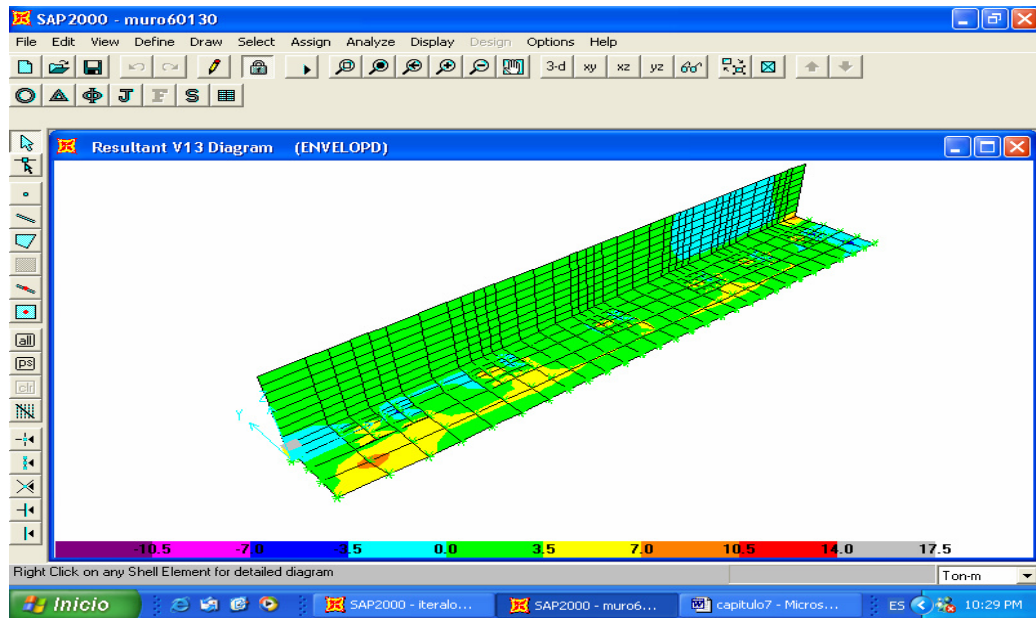 SAP2000 - muro60130
File Edit View Define Draw Select Assign Analyze Display Design Options Help
3-d xy xz yz
J F S
Resultant V13 Diagram (ENVELOPD)
all
ps
clr
Y
-10.5 -7.0 -3.5 0.0 3.5 7.0 10.5 14.0 17.5
Right Click on any Shell Element for detailed diagram
Ton-m
Inicio SAP2000 - iteralo... SAP2000 - muro6... capitulo7 - Micros... ES 10:29 PM